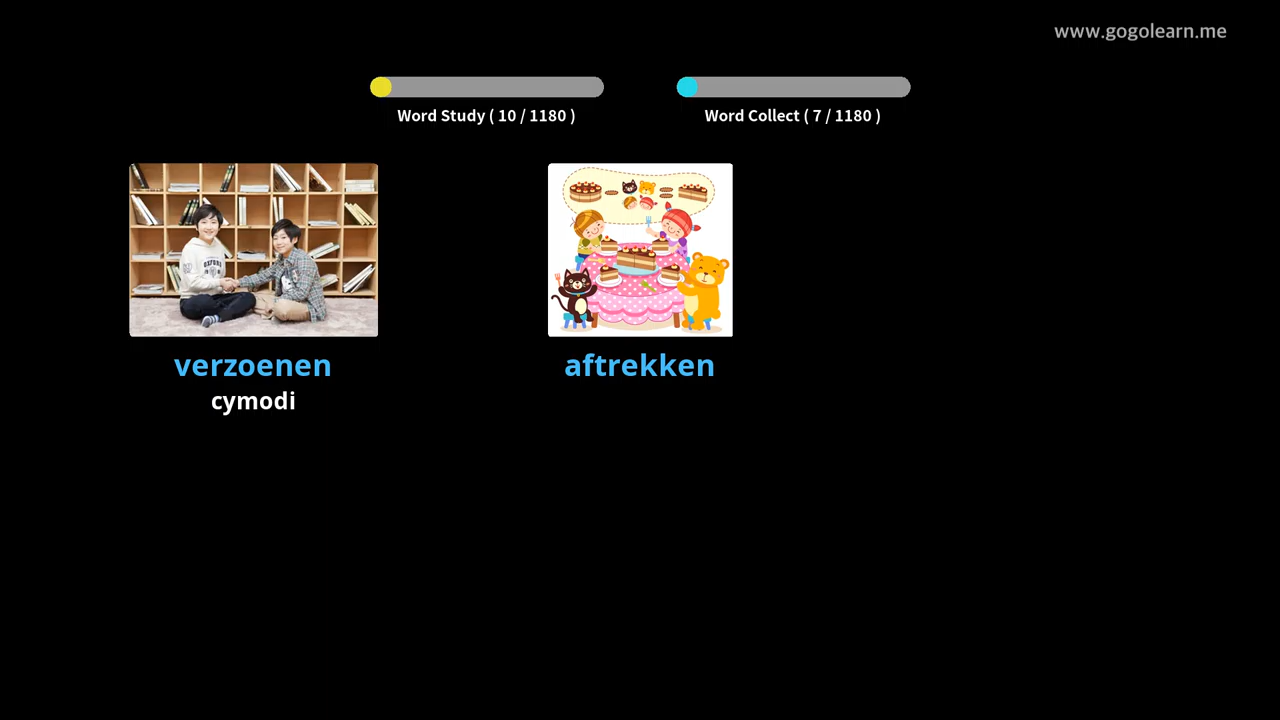 www.gogolearn.me
Word Study ( 10 / 1180 )
Word Collect ( 7 / 1180 )
verzoenen
aftrekken
cymodi